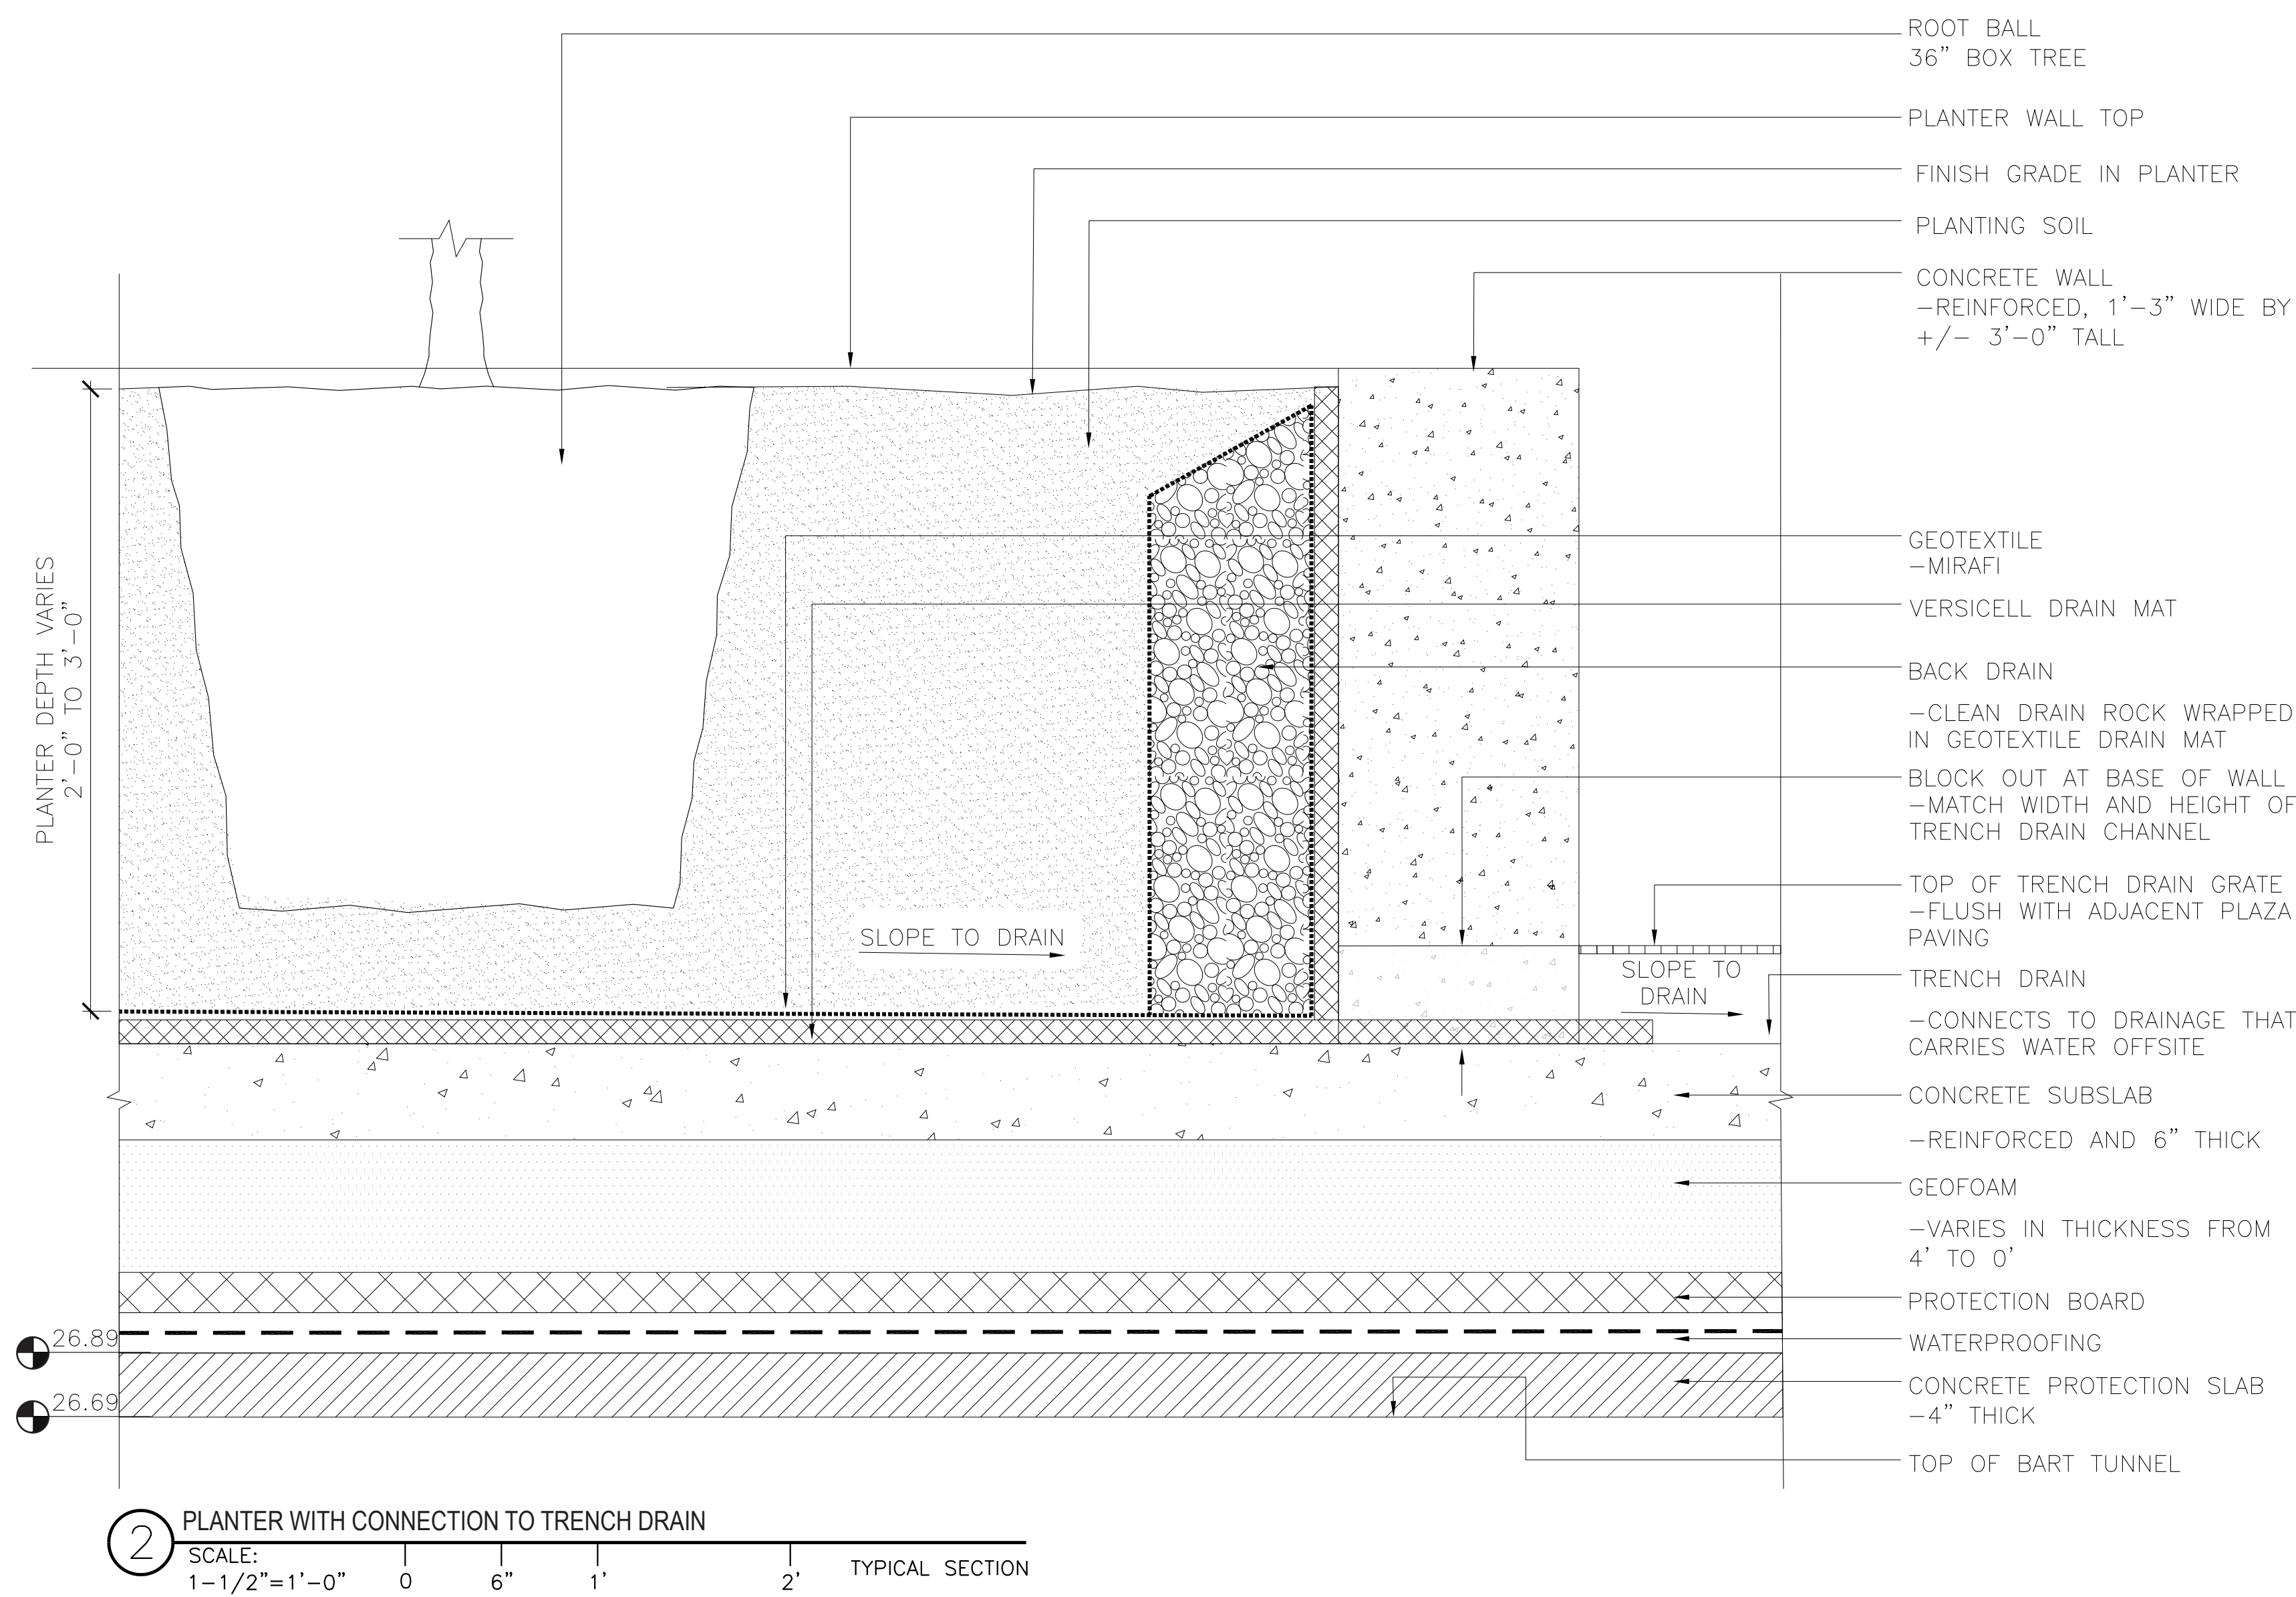 ROOT BALL
36” BOX TREE
PLANTER WALL TOP
FINISH GRADE IN PLANTER
PLANTING SOIL
CONCRETE WALL
–REINFORCED, 1’–3” WIDE BY
+/– 3’–0” TALL
GEOTEXTILE
–MIRAFI
VERSICELL DRAIN MAT
BACK DRAIN
–CLEAN DRAIN ROCK WRAPPED
IN GEOTEXTILE DRAIN MAT
BLOCK OUT AT BASE OF WALL
–MATCH WIDTH AND HEIGHT OF
TRENCH DRAIN CHANNEL
TOP OF TRENCH DRAIN GRATE
–FLUSH WITH ADJACENT PLAZA
PAVING
TRENCH DRAIN
–CONNECTS TO DRAINAGE THAT
CARRIES WATER OFFSITE
CONCRETE SUBSLAB
–REINFORCED AND 6” THICK
GEOFOAM
–VARIES IN THICKNESS FROM
4’ TO 0’
PROTECTION BOARD
WATERPROOFING
CONCRETE PROTECTION SLAB
–4” THICK
TOP OF BART TUNNEL
PLANTER DEPTH VARIES
2’–0” TO 3’–0”
SLOPE TO DRAIN
SLOPE TO
DRAIN
26.89
26.69
2
PLANTER WITH CONNECTION TO TRENCH DRAIN
SCALE:
1–1/2”=1’–0”
0 6” 1’ 2’
TYPICAL SECTION